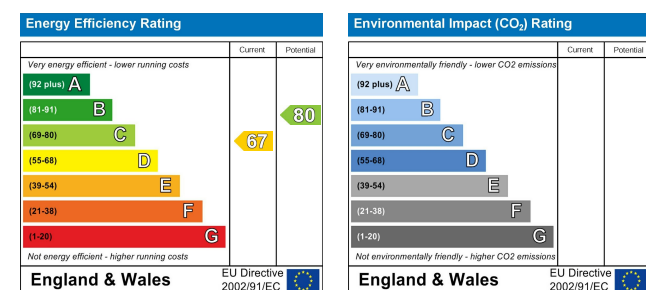 Energy Efficiency Rating
Current Potential
Very energy efficient - lower running costs
(92 plus) A
(81-91) B
80
(69-80) C
67
(55-68) D
(39-54) E
(21-38) F
(1-20) G
Not energy efficient - higher running costs
England & Wales
EU Directive
2002/91/EC
Environmental Impact (CO₂) Rating
Current Potential
Very environmentally friendly - lower CO2 emissions
(92 plus) A
(81-91) B
(69-80) C
(55-68) D
(39-54) E
(21-38) F
(1-20) G
Not environmentally friendly - higher CO2 emissions
England & Wales
EU Directive
2002/91/EC